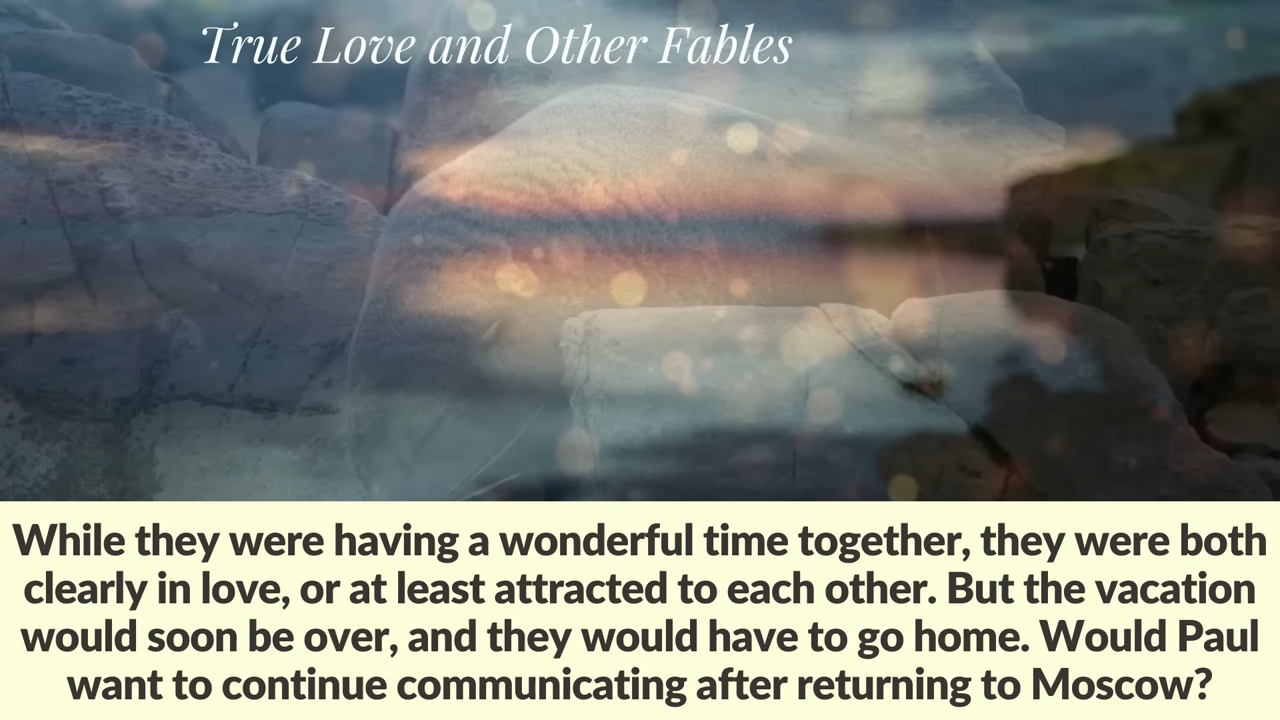 True Love and Other Fables
While they were having a wonderful time together, they were both
clearly in love, or at least attracted to each other. But the vacation
would soon be over, and they would have to go home. Would Paul
want to continue communicating after returning to Moscow?